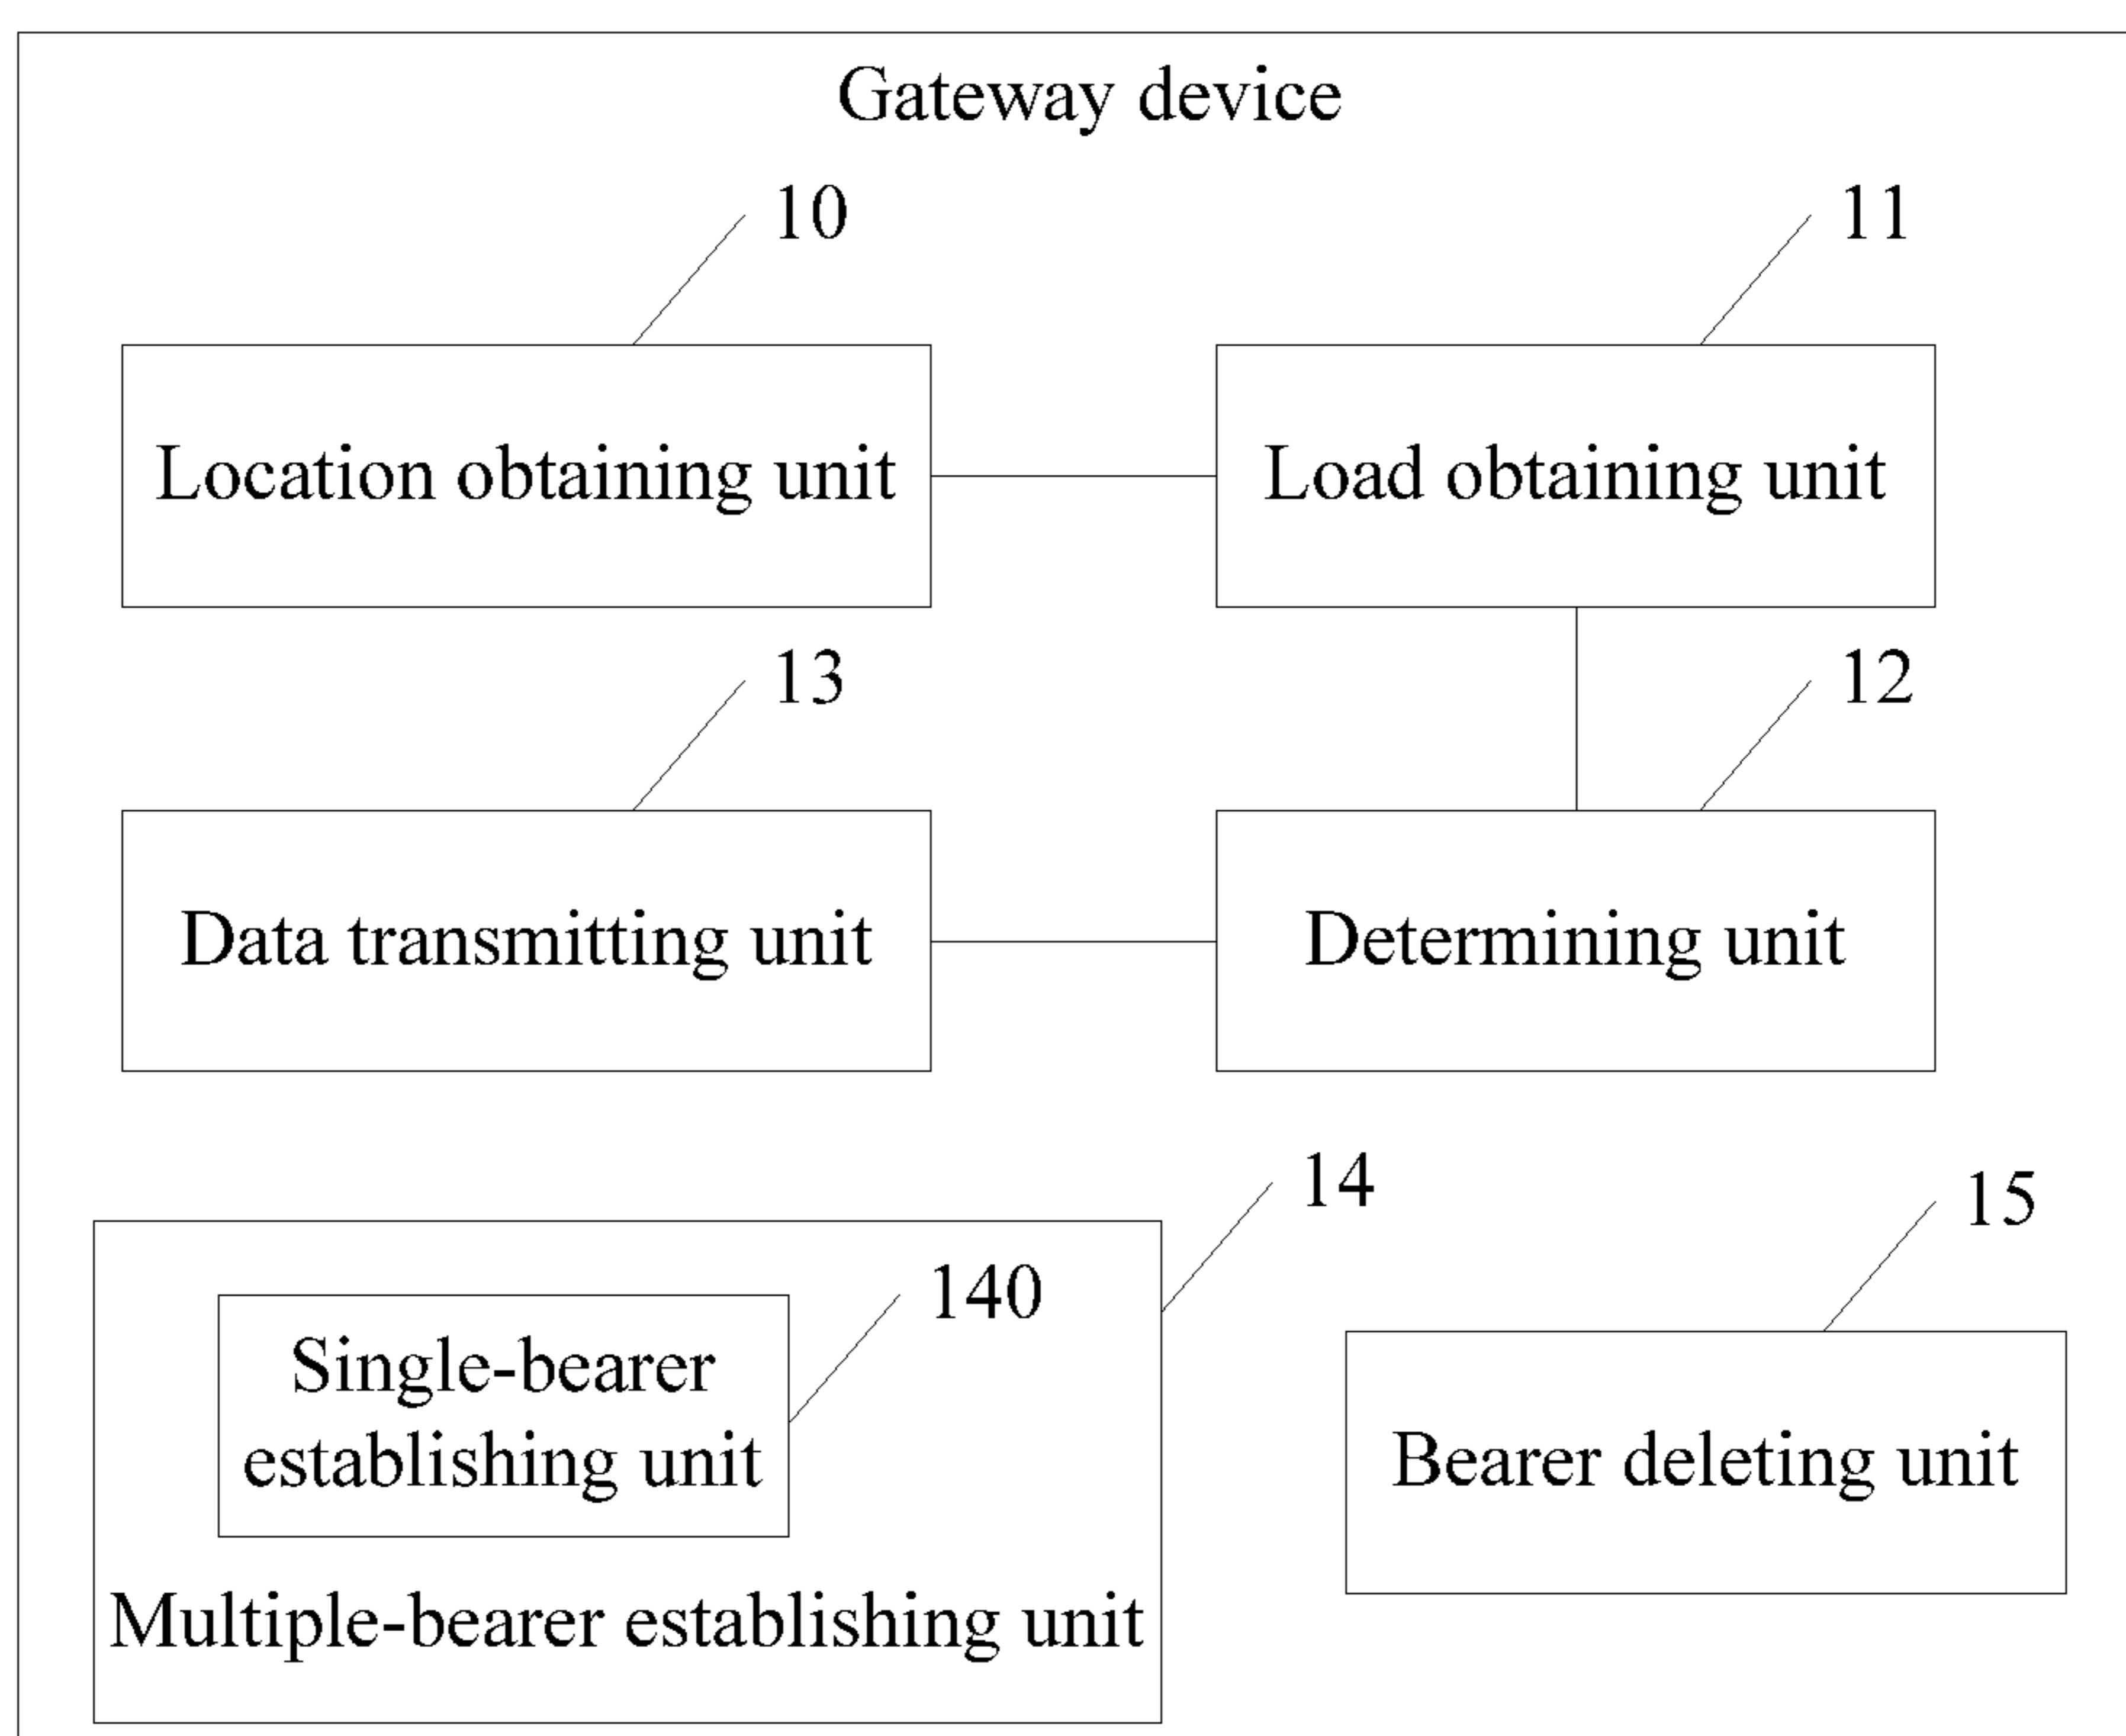 Gateway device
10
11
Location obtaining unit
Load obtaining unit
13
12
Data transmitting unit
Determining unit
14
15
140
Single-bearer
establishing unit
Bearer deleting unit
Multiple-bearer establishing unit